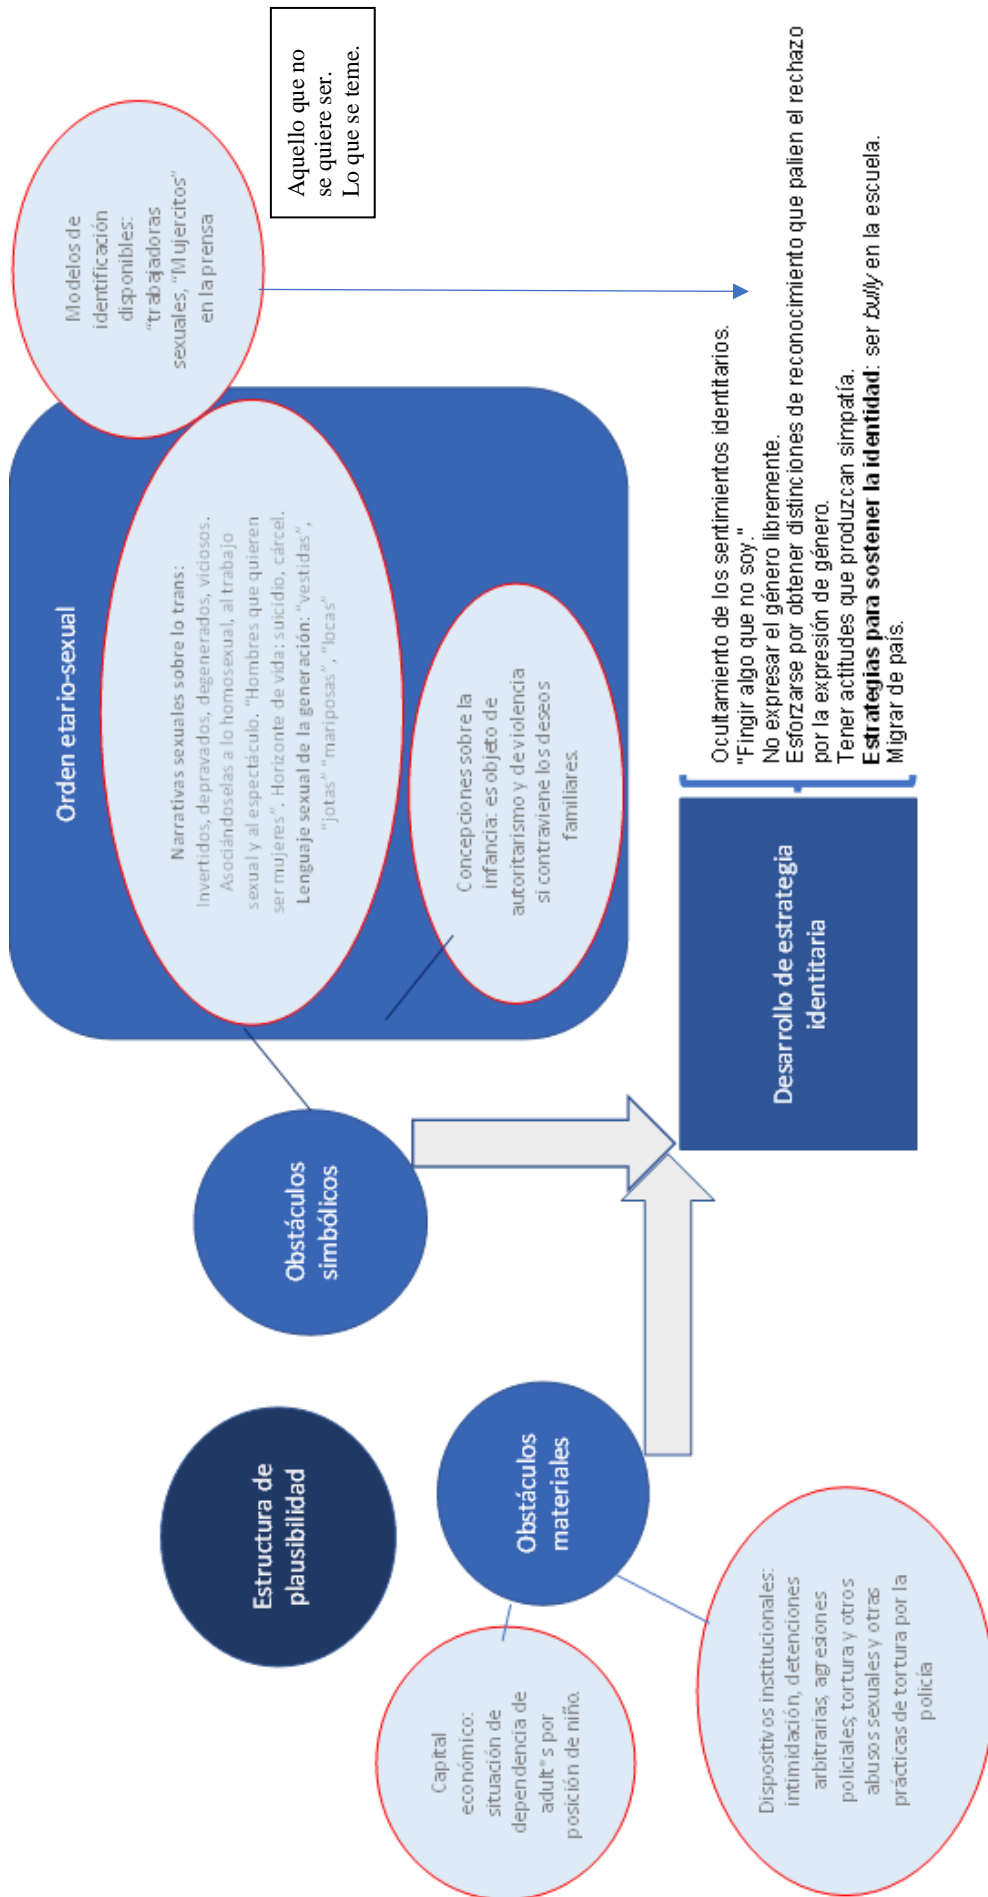 Estructura de
plausibilidad
Obstáculos
simbólicos
Obstáculos
materiales
Capital
económico:
situación de
dependencia de
adult*s por
posición de niño.
Dispositivos institucionales:
intimidación, detenciones
arbitrarias, agresiones
policiales; tortura y otros
abusos sexuales y otras
prácticas de tortura por la
policía
Orden etario-sexual
Narrativas sexuales sobre lo trans:
Invertidos, depravados, degenerados, viciosos.
Asociándoselas a lo homosexual, al trabajo
sexual y al espectáculo. "Hombres que quieren
ser mujeres". Horizonte de vida: suicidio, cárcel.
Lenguaje sexual de la generación: "vestidas",
"jotas" "mariposas", "locas"
Concepciones sobre la
infancia: es objeto de
autoritarismo y de violencia
si contraviene los deseos
familiares.
Modelos de
identificación
disponibles:
"trabajadoras
sexuales, "Mujercitos"
en la prensa
Aquello que no
se quiere ser.
Lo que se teme.
Desarrollo de estrategia
identitaria
Ocultamiento de los sentimientos identitarios.
"Fingir algo que no soy."
No expresar el género libremente.
Esforzarse por obtener distinciones de reconocimiento que palien el rechazo
por la expresión de género.
Tener actitudes que produzcan simpatía.
Estrategias para sostener la identidad: ser bully en la escuela.
Migrar de país.